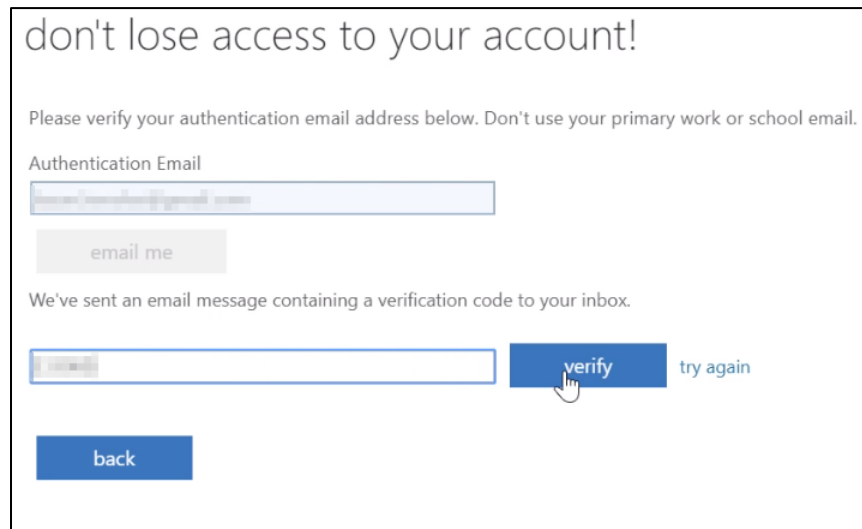 don't lose access to your account!
Please verify your authentication email address below. Don't use your primary work or school email.
Authentication Email
email me
We've sent an email message containing a verification code to your inbox.
verify try again
back